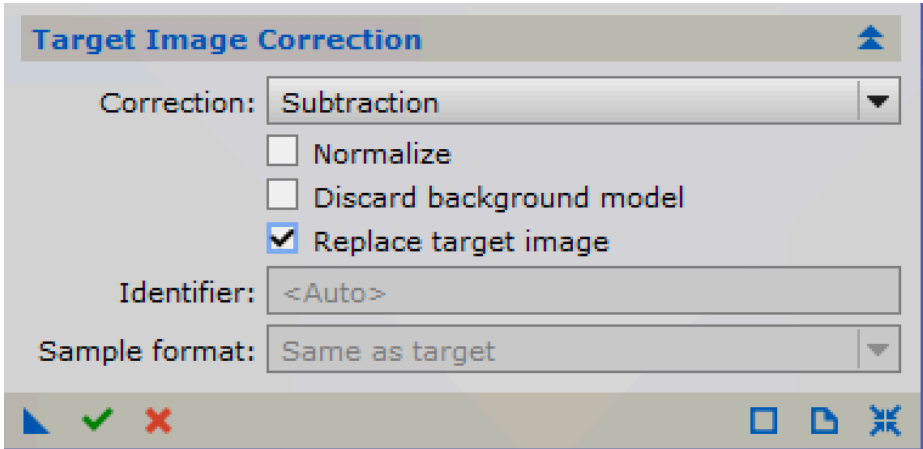 Target Image Correction
Correction: Subtraction
Normalize
Discard background model
Replace target image
Identifier: <Auto>
Sample format: Same as target